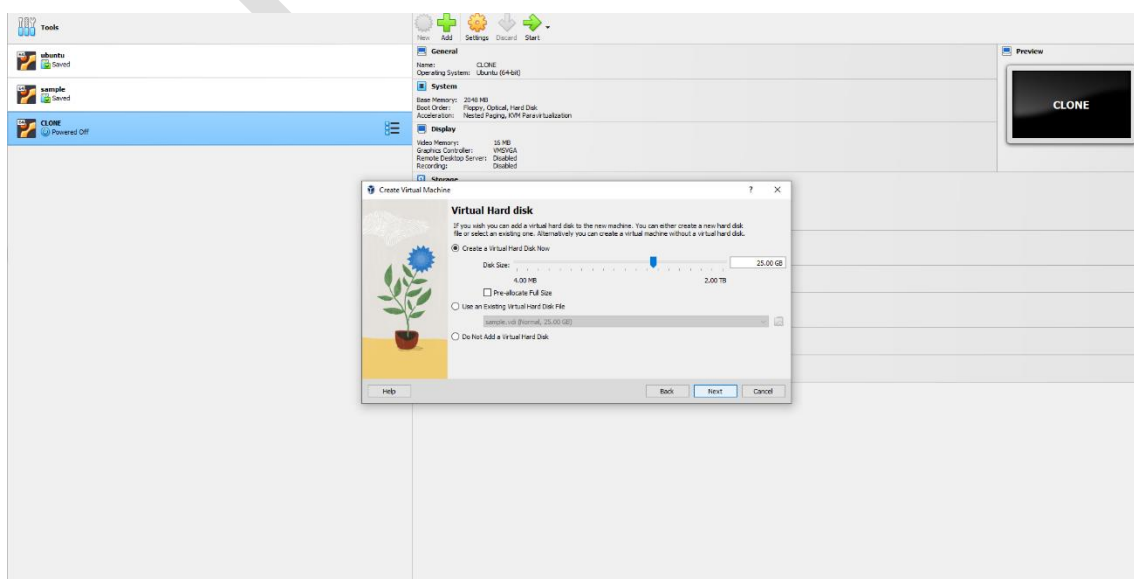 Tools
ubuntu
Saved
sample
Saved
CLONE
Powered Off
New Add Settings Discard Start
General
Name: CLONE
Operating System: Ubuntu (64-bit)
System
Base Memory: 2048 MB
Boot Order: Floppy, Optical, Hard Disk
Acceleration: Nested Paging, KVM Paravirtualization
Display
Video Memory: 16 MB
Graphics Controller: VMSVGA
Remote Desktop Server: Disabled
Recording: Disabled
Storage
Preview
CLONE
Create Virtual Machine ? X
Virtual Hard disk
If you wish you can add a virtual hard disk to the new machine. You can either create a new hard disk
file or select an existing one. Alternatively you can create a virtual machine without a virtual hard disk.
Create a Virtual Hard Disk Now
Disk Size: 25.00 GB
4.00 MB 2.00 TB
Pre-allocate Full Size
Use an Existing Virtual Hard Disk File
sample.vdi (Normal, 25.00 GB)
Do Not Add a Virtual Hard Disk
Help Back Next Cancel